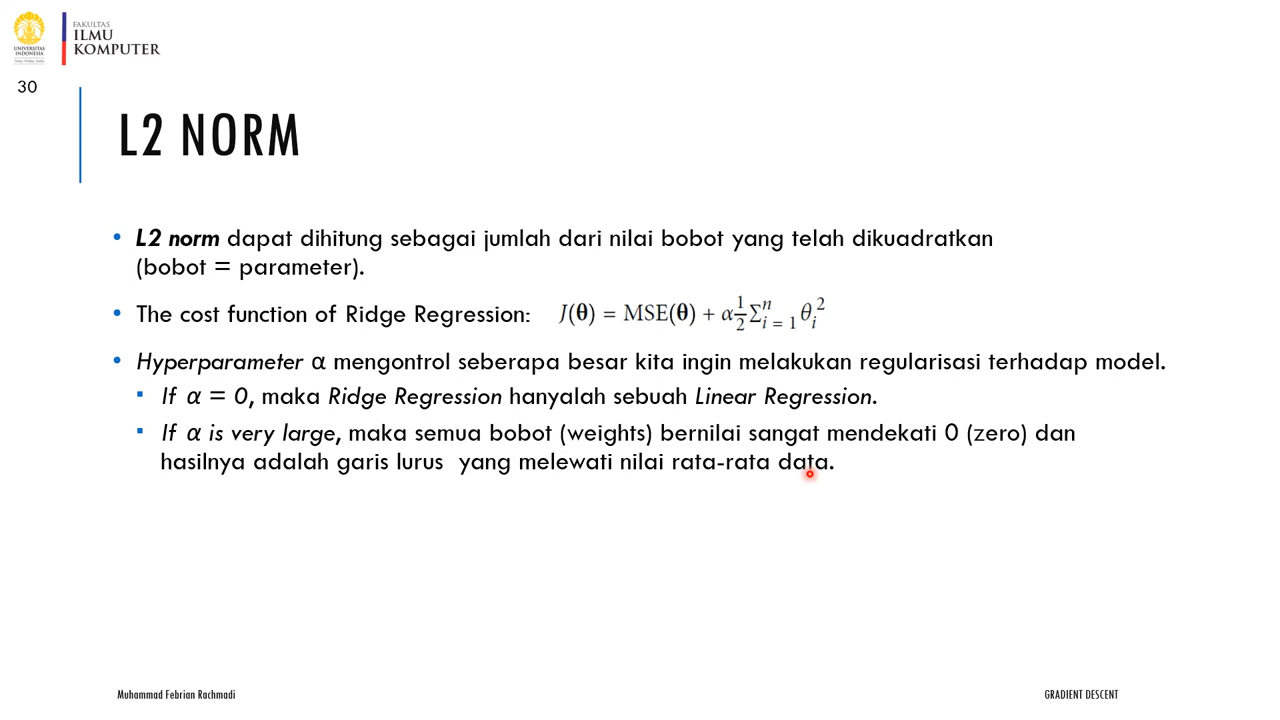 UNIVERSITAS
INDONESIA
FAKULTAS
ILMU
KOMPUTER
30
L2 NORM
• L2 norm dapat dihitung sebagai jumlah dari nilai bobot yang telah dikuadratkan
(bobot = parameter).
• The cost function of Ridge Regression: J(θ) = MSE(θ) + α 1/2 Σ_{i = 1}^{n} θ_i^2
• Hyperparameter α mengontrol seberapa besar kita ingin melakukan regularisasi terhadap model.
▪ If α = 0, maka Ridge Regression hanyalah sebuah Linear Regression.
▪ If α is very large, maka semua bobot (weights) bernilai sangat mendekati 0 (zero) dan
hasilnya adalah garis lurus yang melewati nilai rata-rata data.
Muhammad Febrian Rachmadi
GRADIENT DESCENT